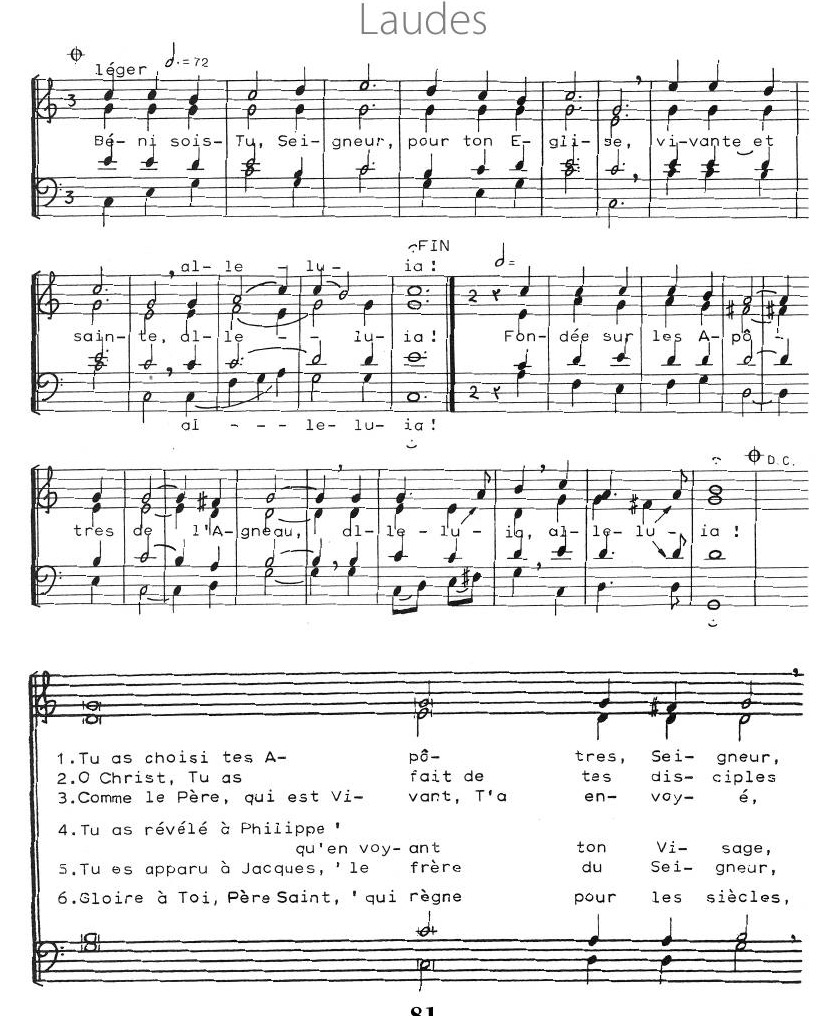 Laudes
léger 𝅗𝅥. = 72
3
Bé- ni sois- Tu, Sei- gneur, pour ton E- gli- se, vi-vante et
3
FIN
al- le - lu- ia!
2
sain- te, al- le - - lu- ia! Fon- dée sur les A- pô -
2
al - - - le- lu- ia!
D.C.
tres de l'A- gneau, al- le - lu - ia, al- le- lu - ia !
1.Tu as choisi tes A- pô- tres, Sei- gneur,
2.O Christ, Tu as fait de tes dis- ciples
3.Comme le Père, qui est Vi- vant, T'a en- voy- é,
4.Tu as révélé à Philippe '
qu'en voy- ant ton Vi- sage,
5.Tu es apparu à Jacques, ' le frère du Sei- gneur,
6.Gloire à Toi, Père Saint, ' qui règne pour les siècles,
81